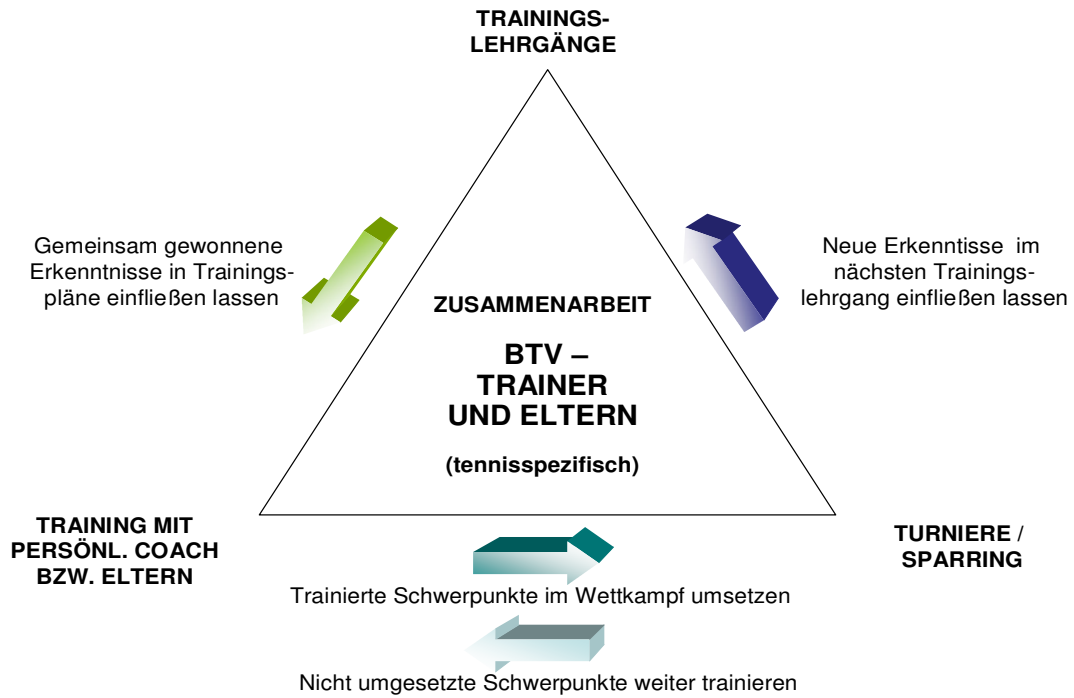 TRAININGS-
LEHRGÄNGE
Gemeinsam gewonnene
Erkenntnisse in Trainings-
pläne einfließen lassen
Neue Erkenntisse im
nächsten Trainings-
lehrgang einfließen lassen
ZUSAMMENARBEIT
BTV –
TRAINER
UND ELTERN
(tennisspezifisch)
TRAINING MIT
PERSÖNL. COACH
BZW. ELTERN
TURNIERE /
SPARRING
Trainierte Schwerpunkte im Wettkampf umsetzen
Nicht umgesetzte Schwerpunkte weiter trainieren